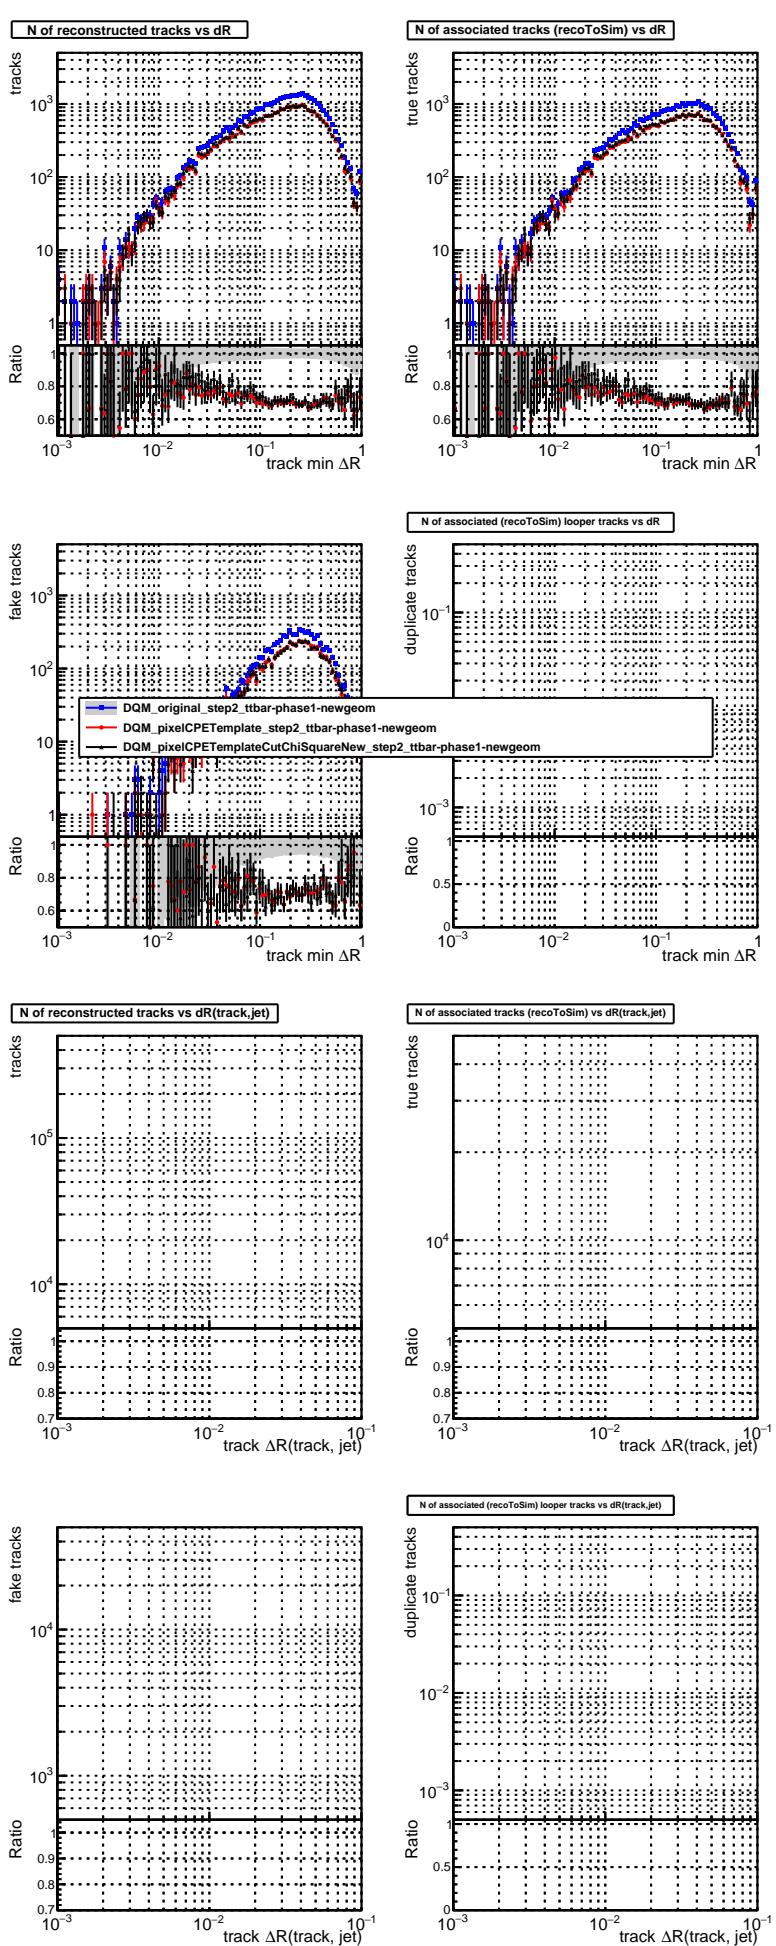 N of reconstructed tracks vs dR
tracks
10³
10²
10
1
Ratio
1
0.8
0.6
10⁻³
10⁻²
10⁻¹
1
track min ΔR
N of associated tracks (recoToSim) vs dR
true tracks
10³
10²
10
1
Ratio
1
0.8
0.6
10⁻³
10⁻²
10⁻¹
1
track min ΔR
fake tracks
10³
10²
10
1
Ratio
1
0.8
0.6
10⁻³
10⁻²
10⁻¹
1
track min ΔR
N of associated (recoToSim) looper tracks vs dR
duplicate tracks
10⁻¹
10⁻³
Ratio
1
0.5
0
10⁻³
10⁻²
10⁻¹
1
track min ΔR
DQM_original_step2_ttbar-phase1-newgeom
DQM_pixelCPETemplate_step2_ttbar-phase1-newgeom
DQM_pixelCPETemplateCutChiSquareNew_step2_ttbar-phase1-newgeom
N of reconstructed tracks vs dR(track,jet)
tracks
10⁵
10⁴
Ratio
1
0.9
0.8
0.7
10⁻³
10⁻²
10⁻¹
track ΔR(track, jet)
N of associated tracks (recoToSim) vs dR(track,jet)
true tracks
10⁴
Ratio
1
0.9
0.8
0.7
10⁻³
10⁻²
10⁻¹
track ΔR(track, jet)
fake tracks
10⁴
10³
Ratio
1
0.9
0.8
0.7
10⁻³
10⁻²
10⁻¹
track ΔR(track, jet)
N of associated (recoToSim) looper tracks vs dR(track,jet)
duplicate tracks
10⁻¹
10⁻²
10⁻³
Ratio
1
0.5
0
10⁻³
10⁻²
10⁻¹
track ΔR(track, jet)